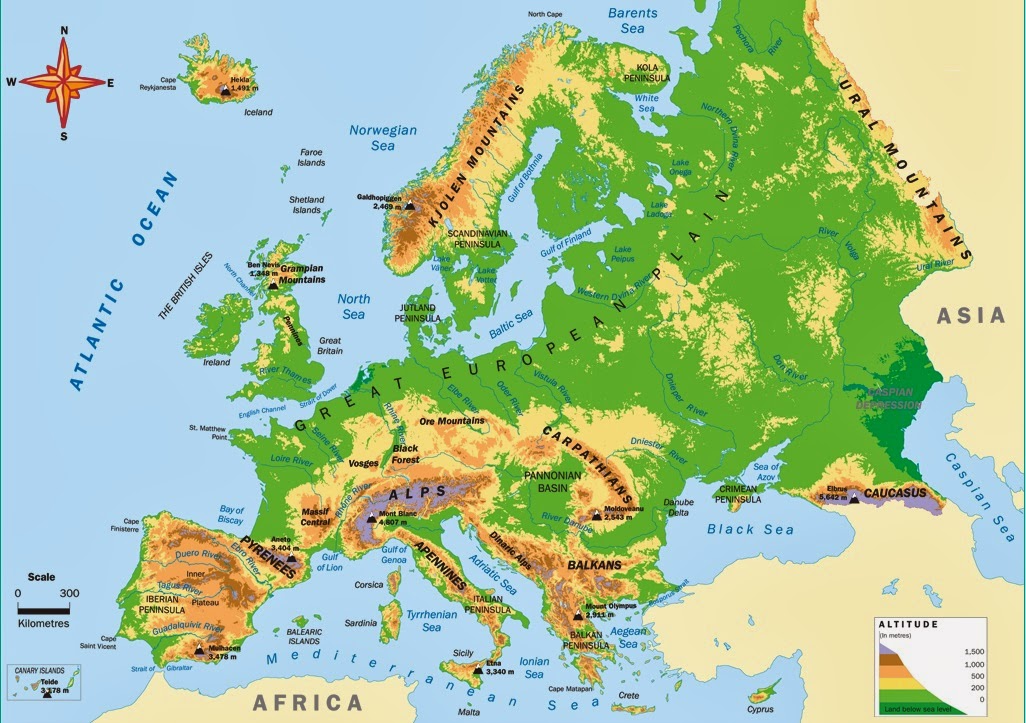 North Cape
Barents
Sea
Pechora River
N
W
E
S
Cape
Reykjanesta
Hekla
1.491 m
Iceland
KOLA
PENINSULA
White
Sea
Northern Dvina River
URAL MOUNTAINS
Norwegian
Sea
Faroe
Islands
KJOLEN MOUNTAINS
Gulf of Bothnia
Lake
Onega
ATLANTIC OCEAN
Shetland
Islands
Galdhopiggen
2,469 m
Lake
Ladoga
SCANDINAVIAN
PENINSULA
Gulf of Finland
Lake
Peipus
River Volga
Ural River
THE BRITISH ISLES
North Channel
Ben Nevis
1.348 m
Grampian
Mountains
Lake
Väner
Lake
Vätter
Western Dvina River
North
Sea
JUTLAND
PENINSULA
Baltic Sea
ASIA
Pennines
Great
Britain
Ireland
River Thames
GREAT EUROPEAN PLAIN
Don River
Strait of Dover
English Channel
Rhine River
Elbe River
Oder River
Vistula River
Dnieper River
CASPIAN
DEPRESSION
St. Matthew
Point
Seine River
Ore Mountains
CARPATHIANS
Dniester River
Loire River
Vosges
Black
Forest
Caspian Sea
Sea of
Azov
PANNONIAN
BASIN
CRIMEAN
PENINSULA
Elbrus
5,642 m
CAUCASUS
Rhone River
ALPS
Mont Blanc
4,807 m
Massif
Central
Moldoveanu
2,543 m
Danube
Delta
River Danube
Black Sea
Bay of
Biscay
Cape
Finisterre
Aneto
3,404 m
PYRENEES
Gulf
of Lion
Gulf of
Genoa
APENNINES
Dinaric Alps
Adriatic Sea
BALKANS
Duero River
Ebro River
Inner
Plateau
Tague River
IBERIAN
PENINSULA
Corsica
ITALIAN
PENINSULA
Bosporus strait
Mount Olympus
2,911 m
Scale
0 300
Kilometres
Guadalquivir River
Sardinia
Tyrrhenian
Sea
BALKAN
PENINSULA
Aegean
Sea
BALEARIC
ISLANDS
Cape
Saint Vicent
Mulhacen
3,478 m
Strait of Gibraltar
Mediterranean Sea
Sicily
Etna
3,340 m
Ionian
Sea
Cape Matapan
Crete
Malta
Cyprus
AFRICA
CANARY ISLANDS
Teide
3,178 m
ALTITUDE
(In metres)
1,500
1,000
500
200
0
Land below sea level